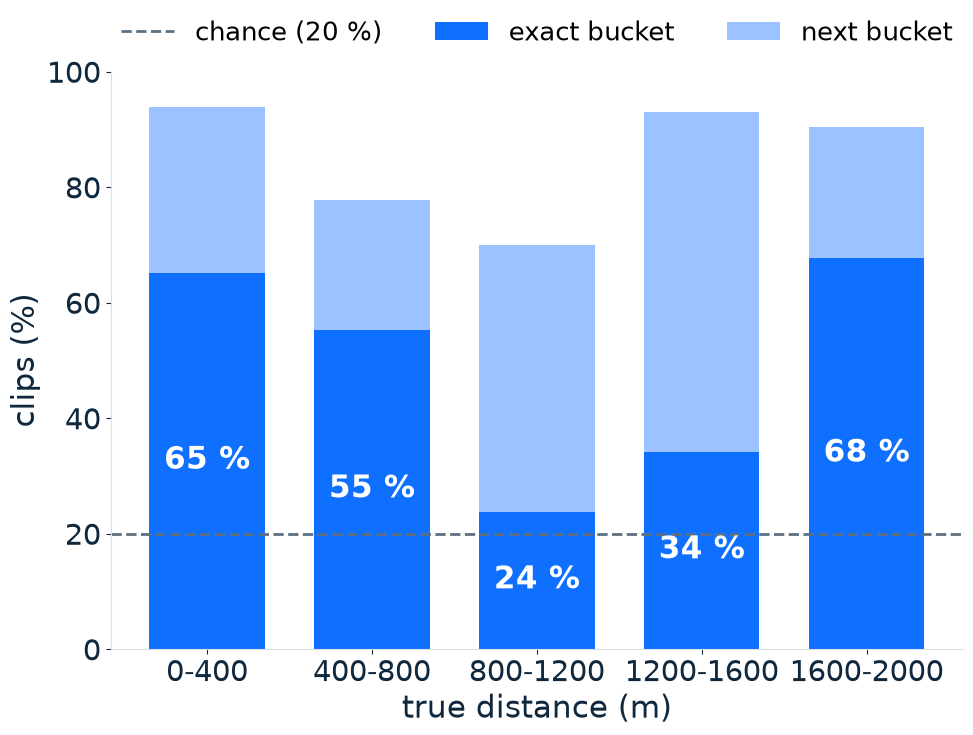 chance (20 %) exact bucket next bucket
100
80
60
40
20
0
clips (%)
65 %
55 %
24 %
34 %
68 %
0-400 400-800 800-1200 1200-1600 1600-2000
true distance (m)